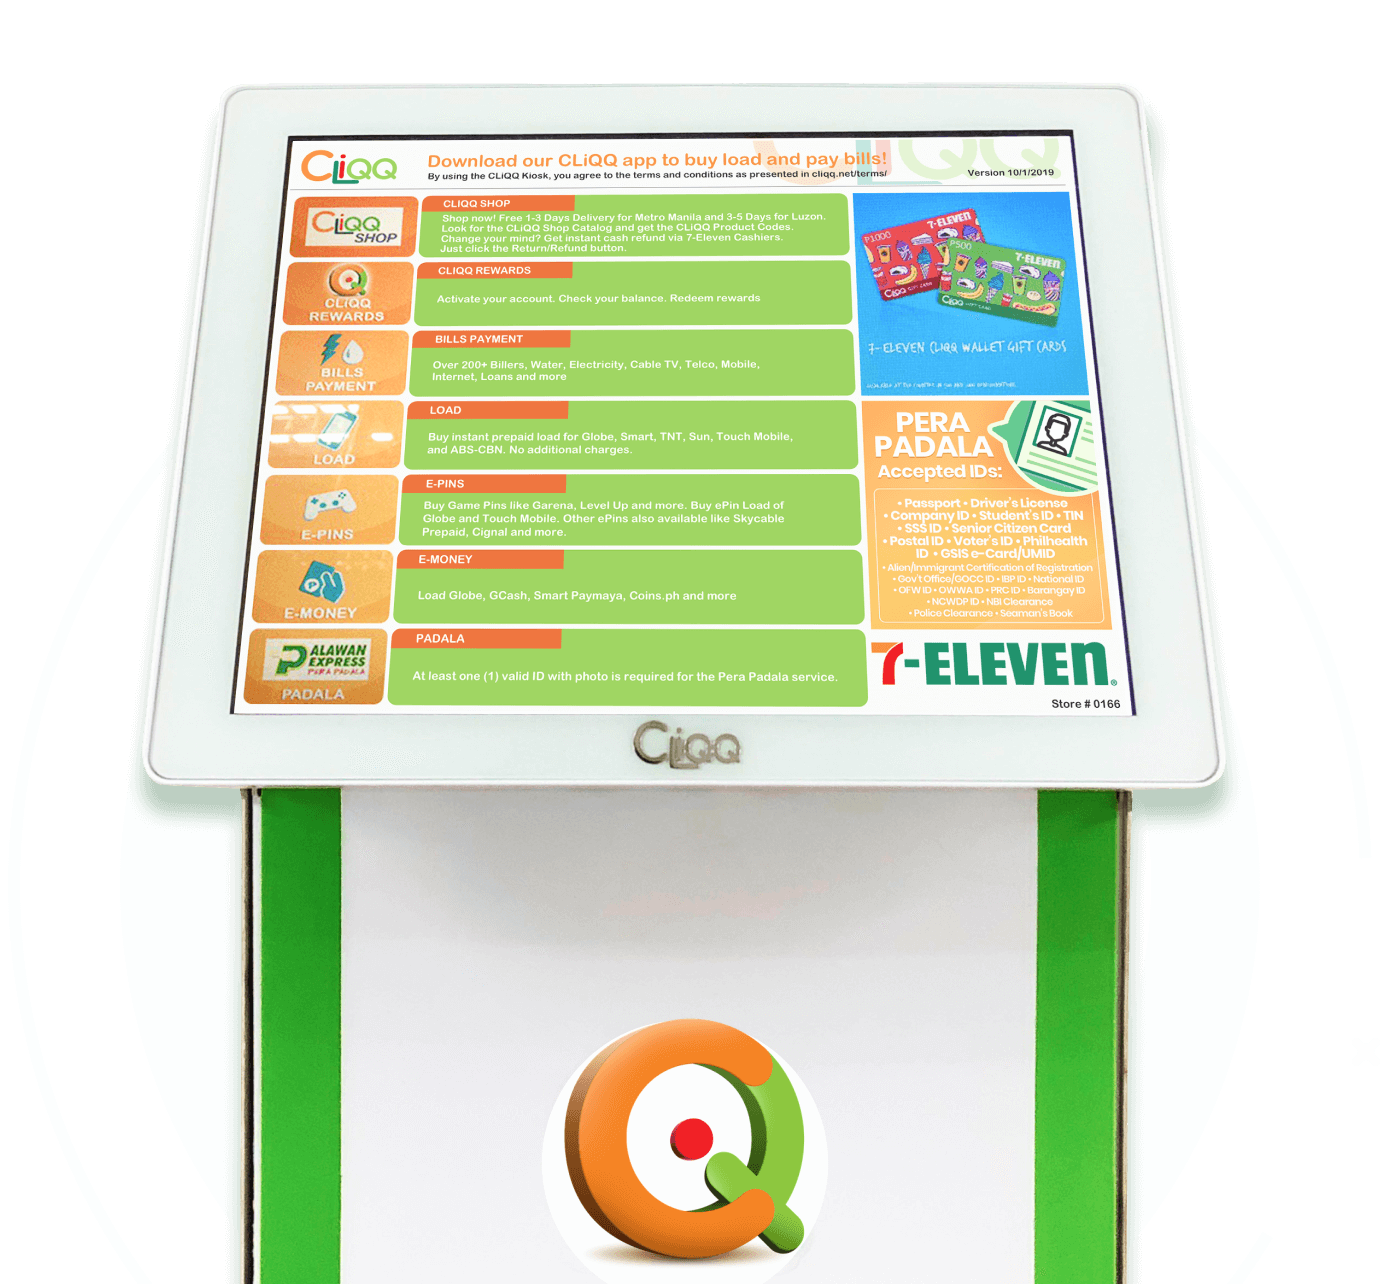 CLiQQ
Download our CLiQQ app to buy load and pay bills!
By using the CLiQQ Kiosk, you agree to the terms and conditions as presented in cliqq.net/terms/
Version 10/1/2019
CLiQQ
SHOP
CLIQQ SHOP
Shop now! Free 1-3 Days Delivery for Metro Manila and 3-5 Days for Luzon.
Look for the CLiQQ Shop Catalog and get the CLiQQ Product Codes.
Change your mind? Get instant cash refund via 7-Eleven Cashiers.
Just click the Return/Refund button.
CLiQQ
REWARDS
CLIQQ REWARDS
Activate your account. Check your balance. Redeem rewards
BILLS
PAYMENT
BILLS PAYMENT
Over 200+ Billers, Water, Electricity, Cable TV, Telco, Mobile,
Internet, Loans and more
LOAD
LOAD
Buy instant prepaid load for Globe, Smart, TNT, Sun, Touch Mobile,
and ABS-CBN. No additional charges.
E-PINS
E-PINS
Buy Game Pins like Garena, Level Up and more. Buy ePin Load of
Globe and Touch Mobile. Other ePins also available like Skycable
Prepaid, Cignal and more.
E-MONEY
E-MONEY
Load Globe, GCash, Smart Paymaya, Coins.ph and more
PALAWAN
EXPRESS
PERA PADALA
PADALA
PADALA
At least one (1) valid ID with photo is required for the Pera Padala service.
P1000
7-ELEVEN
CLiQQ GIFT CARD
P500
7-ELEVEN
CLiQQ GIFT CARD
7-ELEVEN CLIQQ WALLET GIFT CARDS
PERA
PADALA
Accepted IDs:
• Passport • Driver's License
• Company ID • Student's ID • TIN
• SSS ID • Senior Citizen Card
• Postal ID • Voter's ID • Philhealth
ID • GSIS e-Card/UMID
• Alien/Immigrant Certification of Registration
• Gov't Office/GOCC ID • IBP ID • National ID
• OFW ID • OWWA ID • PRC ID • Barangay ID
• NCWDP ID • NBI Clearance
• Police Clearance • Seaman's Book
7-ELEVEn®
Store # 0166
CLiQQ